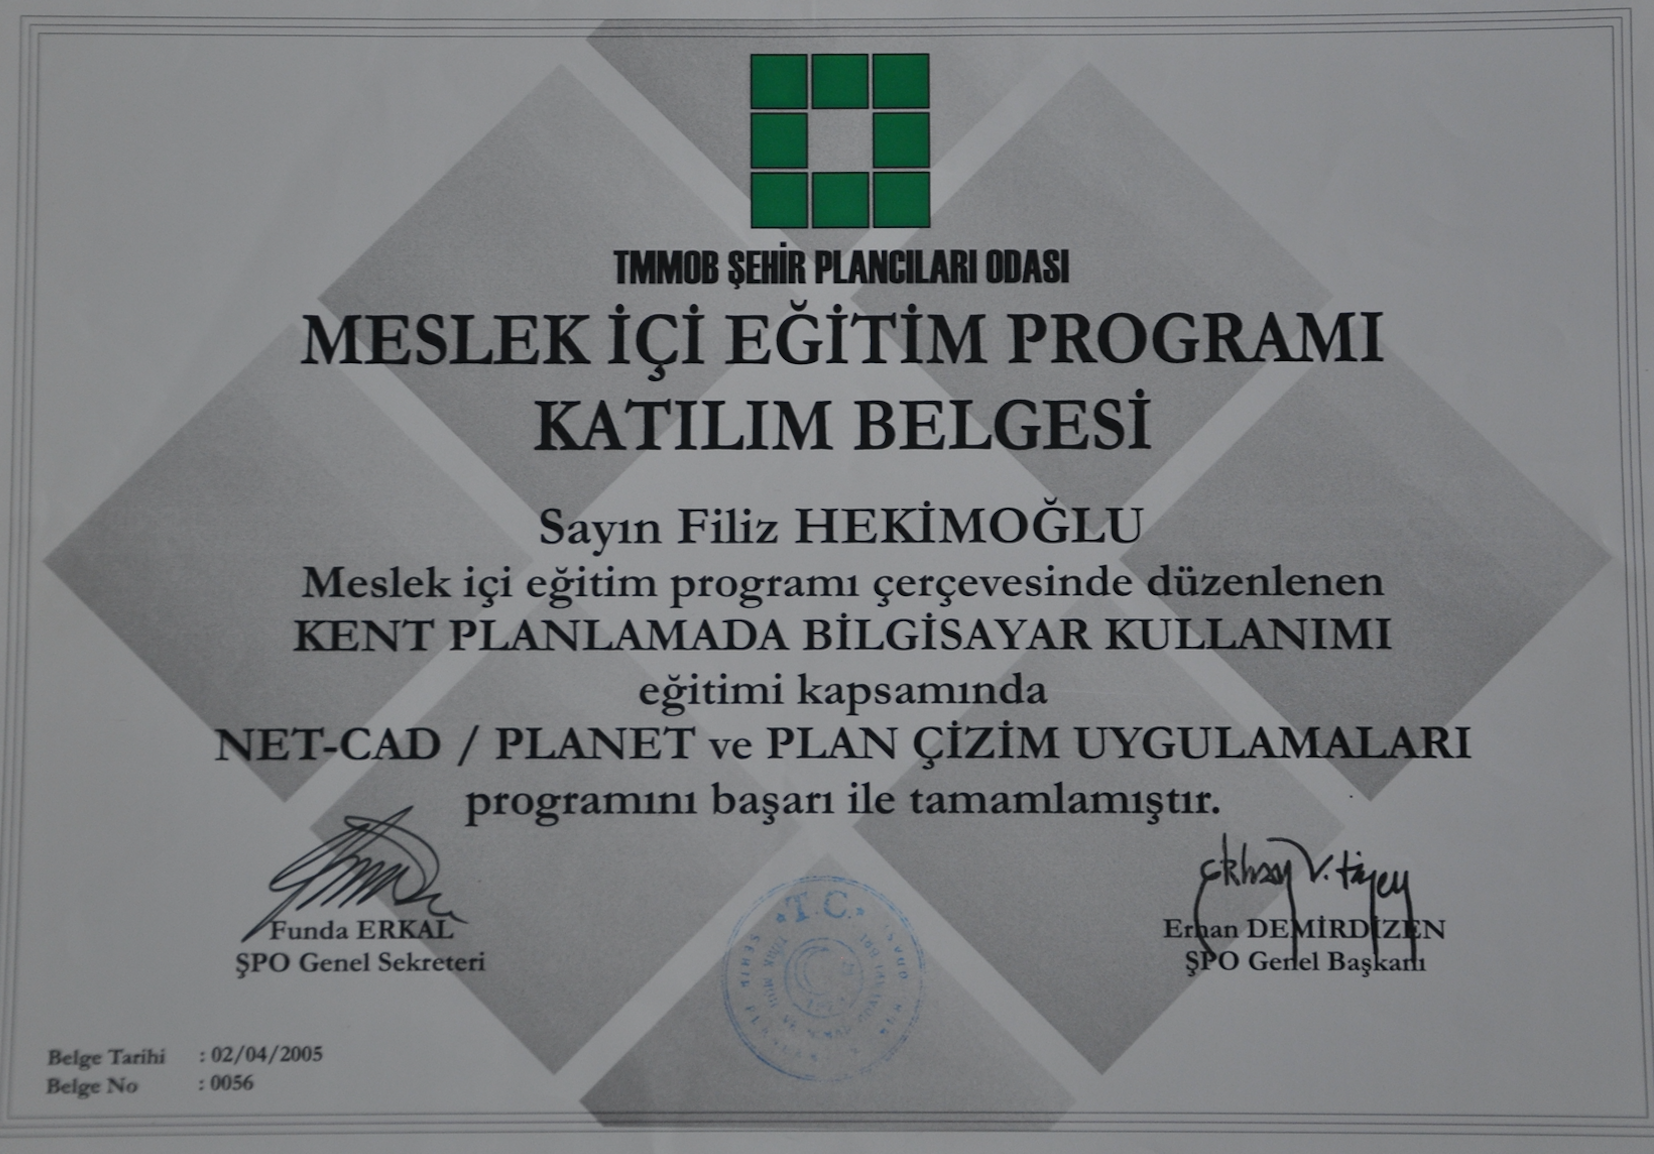 TMMOB ŞEHİR PLANCILARI ODASI
MESLEK İÇİ EĞİTİM PROGRAMI
KATILIM BELGESİ
Sayın Filiz HEKİMOĞLU
Meslek içi eğitim programı çerçevesinde düzenlenen
KENT PLANLAMADA BİLGİSAYAR KULLANIMI
eğitimi kapsamında
NET-CAD / PLANET ve PLAN ÇİZİM UYGULAMALARI
programını başarı ile tamamlamıştır.
Funda ERKAL
ŞPO Genel Sekreteri
T.C.
Erhan DEMİRDİZEN
ŞPO Genel Başkanı
Belge Tarihi : 02/04/2005
Belge No : 0056